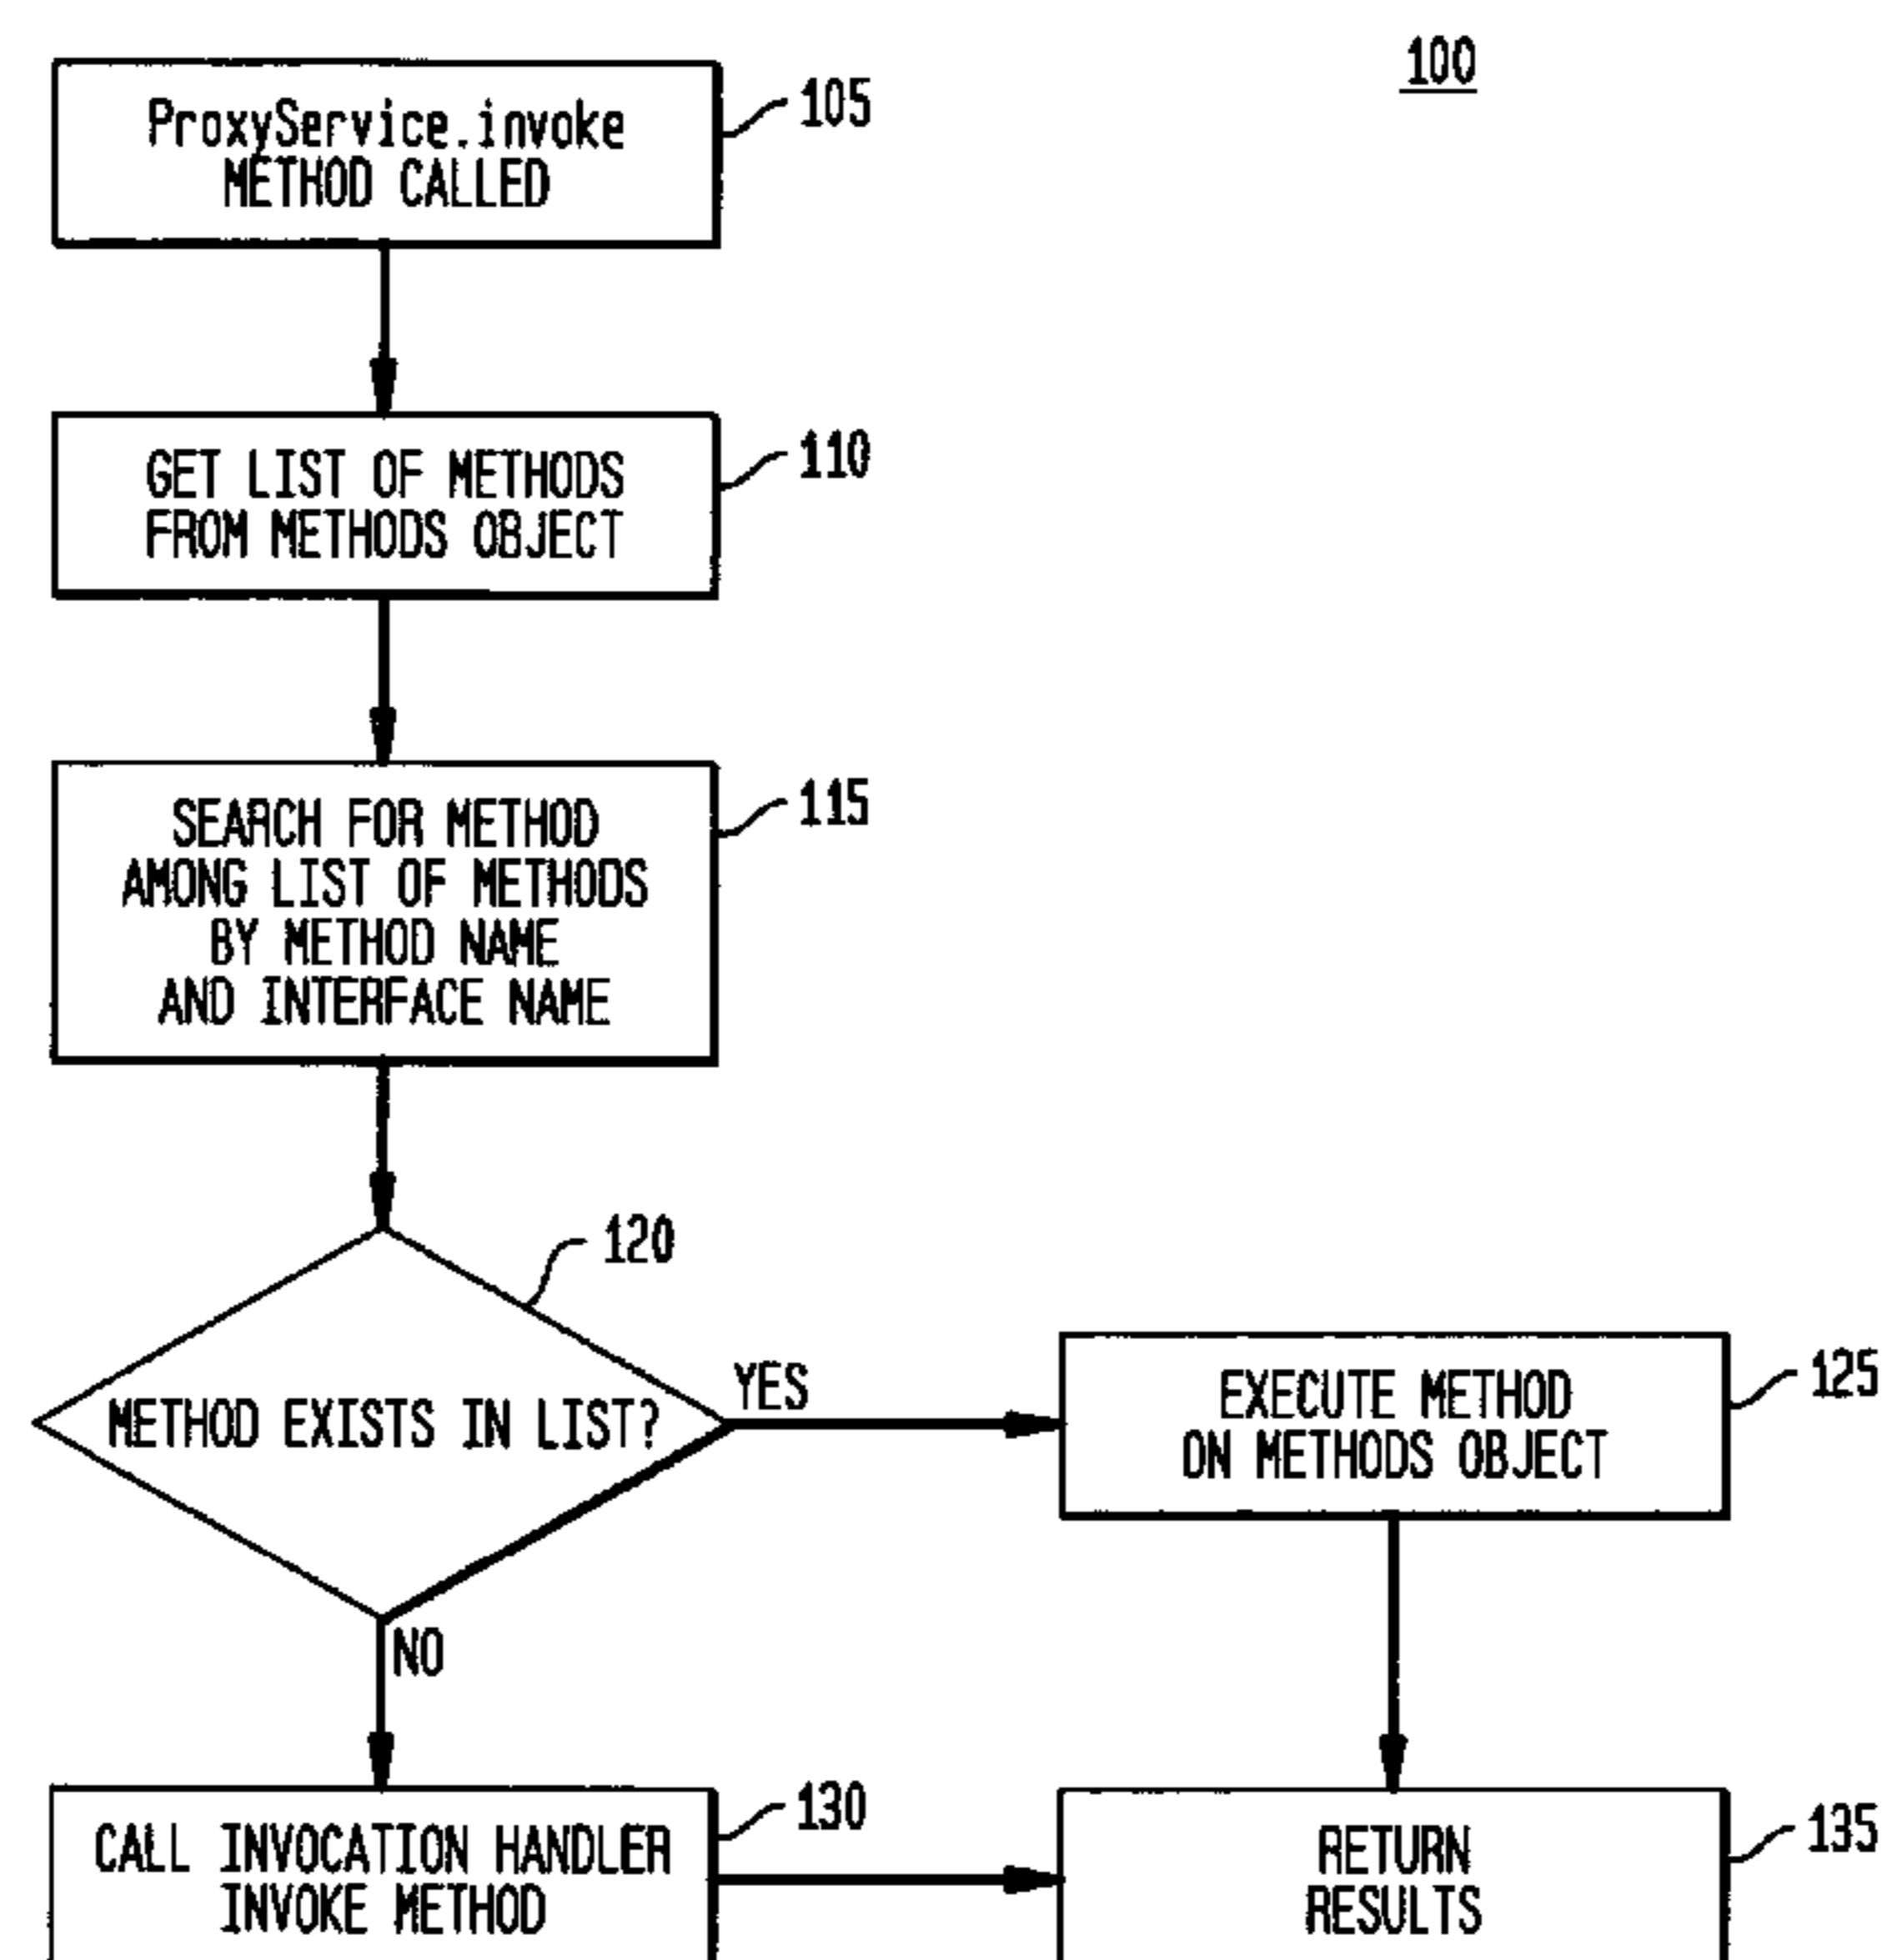 100
ProxyService.invoke
METHOD CALLED
105
GET LIST OF METHODS
FROM METHODS OBJECT
110
SEARCH FOR METHOD
AMONG LIST OF METHODS
BY METHOD NAME
AND INTERFACE NAME
115
120
METHOD EXISTS IN LIST?
YES
EXECUTE METHOD
ON METHODS OBJECT
125
NO
CALL INVOCATION HANDLER
INVOKE METHOD
130
RETURN
RESULTS
135